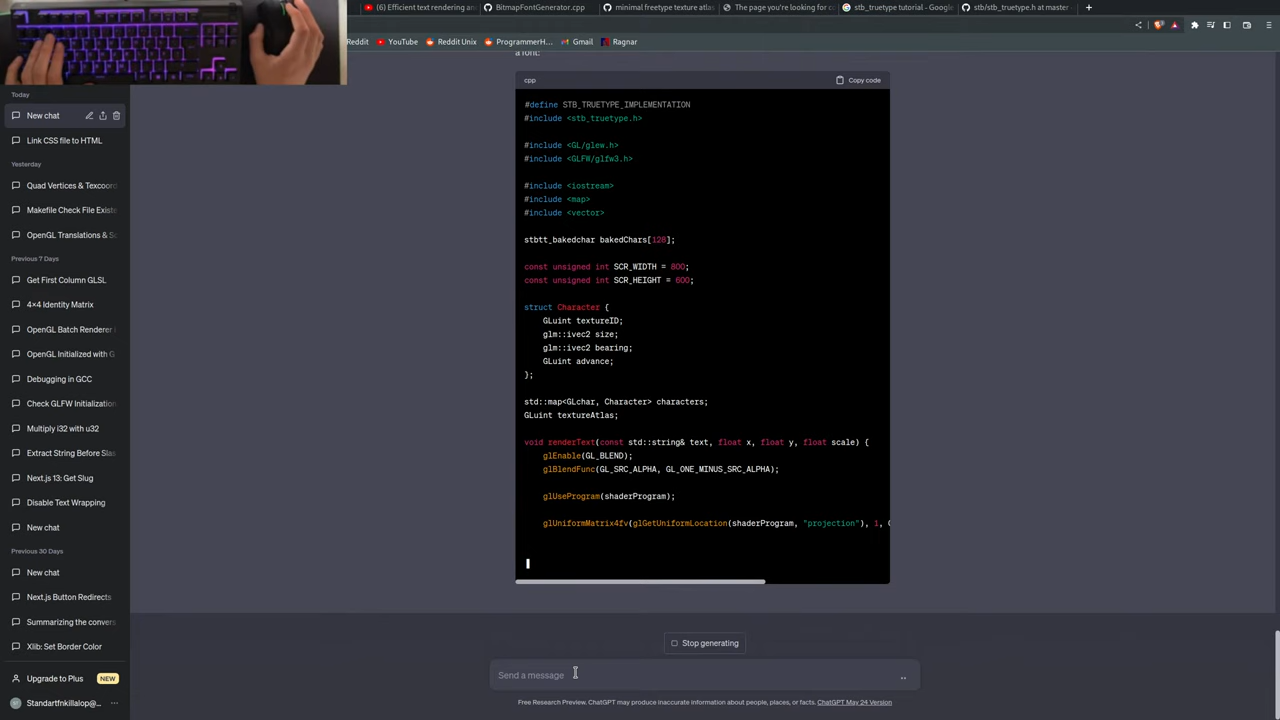 (6) Efficient text rendering an
BitmapFontGenerator.cpp
minimal freetype texture atlas
The page you're looking for c
stb_truetype tutorial - Google
stb/stb_truetype.h at master
Reddit
YouTube
Reddit Unix
ProgrammerH...
Gmail
Ragnar
a font:
Today
New chat
Link CSS file to HTML
Yesterday
Quad Vertices & Texcoord
Makefile Check File Existe
OpenGL Translations & Sc
Previous 7 Days
Get First Column GLSL
4×4 Identity Matrix
OpenGL Batch Renderer
OpenGL Initialized with G
Debugging in GCC
Check GLFW Initialization
Multiply i32 with u32
Extract String Before Slas
Next.js 13: Get Slug
Disable Text Wrapping
New chat
Previous 30 Days
New chat
Next.js Button Redirects
Summarizing the convers
Xlib: Set Border Color
Upgrade to Plus
NEW
Standartfnkillalop@...
cpp
Copy code
#define STB_TRUETYPE_IMPLEMENTATION
#include <stb_truetype.h>
#include <GL/glew.h>
#include <GLFW/glfw3.h>
#include <iostream>
#include <map>
#include <vector>
stbtt_bakedchar bakedChars[128];
const unsigned int SCR_WIDTH = 800;
const unsigned int SCR_HEIGHT = 600;
struct Character {
GLuint textureID;
glm::ivec2 size;
glm::ivec2 bearing;
GLuint advance;
};
std::map<GLchar, Character> characters;
GLuint textureAtlas;
void renderText(const std::string& text, float x, float y, float scale) {
glEnable(GL_BLEND);
glBlendFunc(GL_SRC_ALPHA, GL_ONE_MINUS_SRC_ALPHA);
glUseProgram(shaderProgram);
glUniformMatrix4fv(glGetUniformLocation(shaderProgram, "projection"), 1, G
Stop generating
Send a message
Free Research Preview. ChatGPT may produce inaccurate information about people, places, or facts. ChatGPT May 24 Version